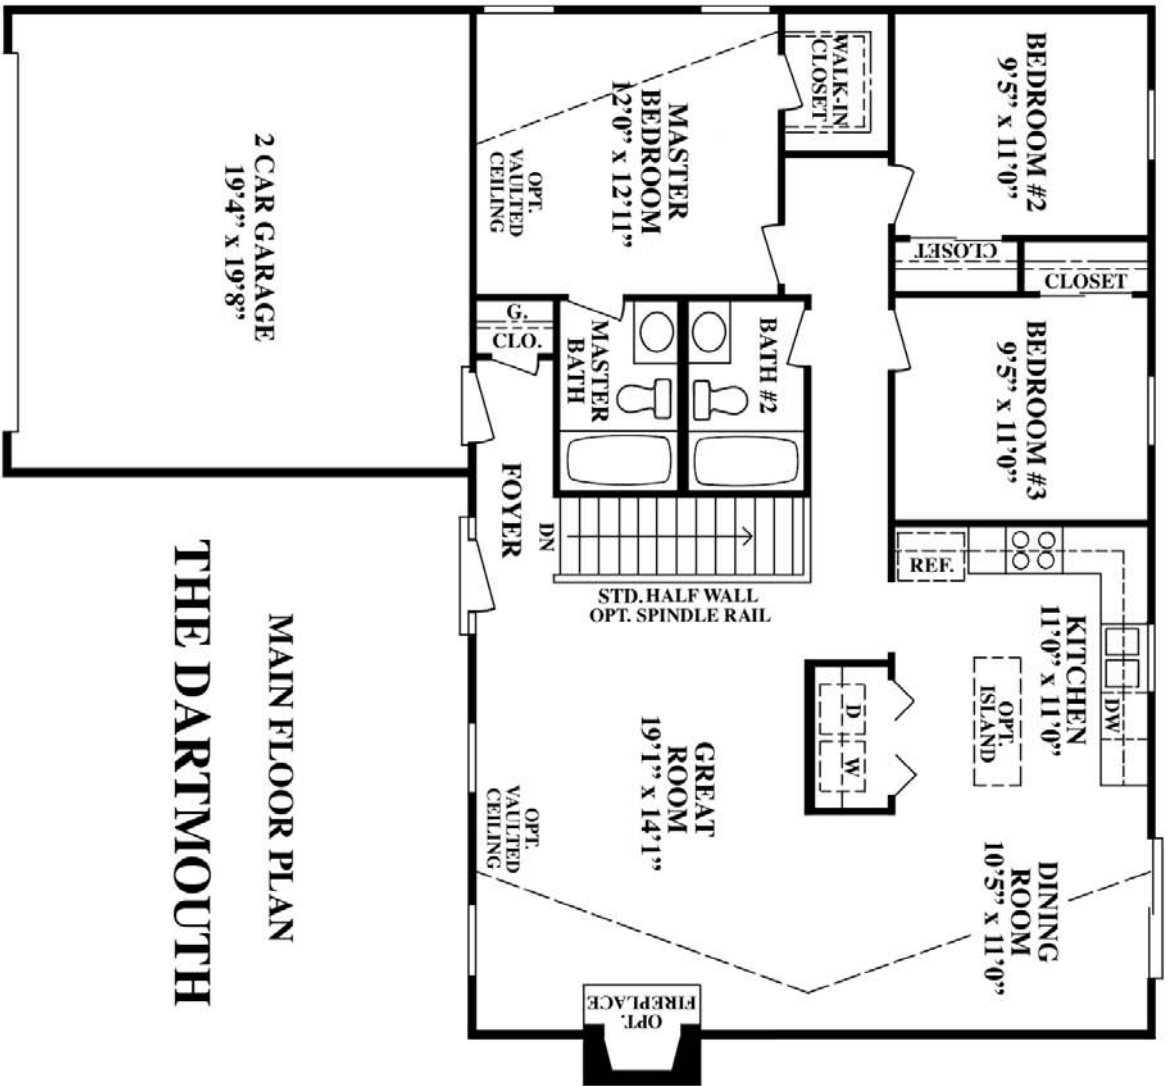 BEDROOM #2
9'5" x 11'0"
WALK-IN
CLOSET
MASTER
BEDROOM
12'0" x 12'11"
OPT.
VAULTED
CEILING
2 CAR GARAGE
19'4" x 19'8"
CLOSET
CLOSET
G.
CLO.
MASTER
BATH
BATH #2
BEDROOM #3
9'5" x 11'0"
FOYER
DN
STD. HALF WALL
OPT. SPINDLE RAIL
REF.
KITCHEN
11'0" x 11'0"
DW
OPT.
ISLAND
D
W
GREAT
ROOM
19'1" x 14'1"
OPT.
VAULTED
CEILING
DINING
ROOM
10'5" x 11'0"
OPT.
FIREPLACE
MAIN FLOOR PLAN
THE DARTMOUTH